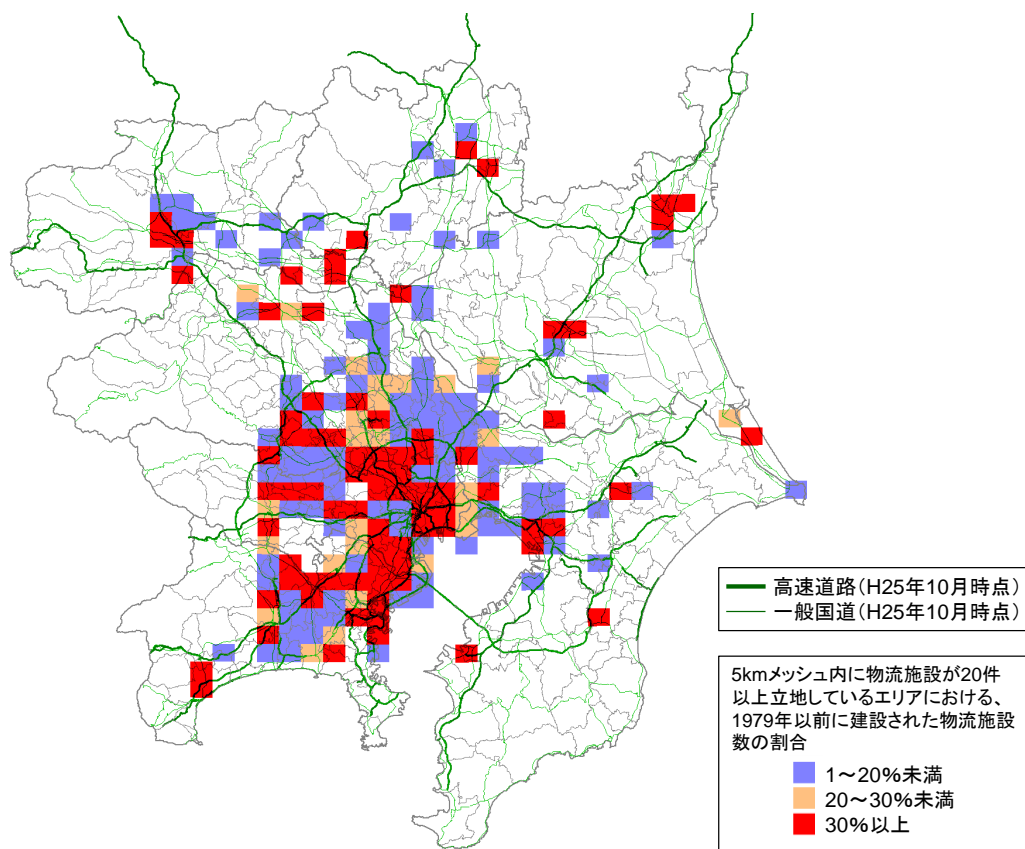 高速道路(H25年10月時点)
一般国道(H25年10月時点)
5kmメッシュ内に物流施設が20件
以上立地しているエリアにおける、
1979年以前に建設された物流施設
数の割合
1～20%未満
20～30%未満
30%以上